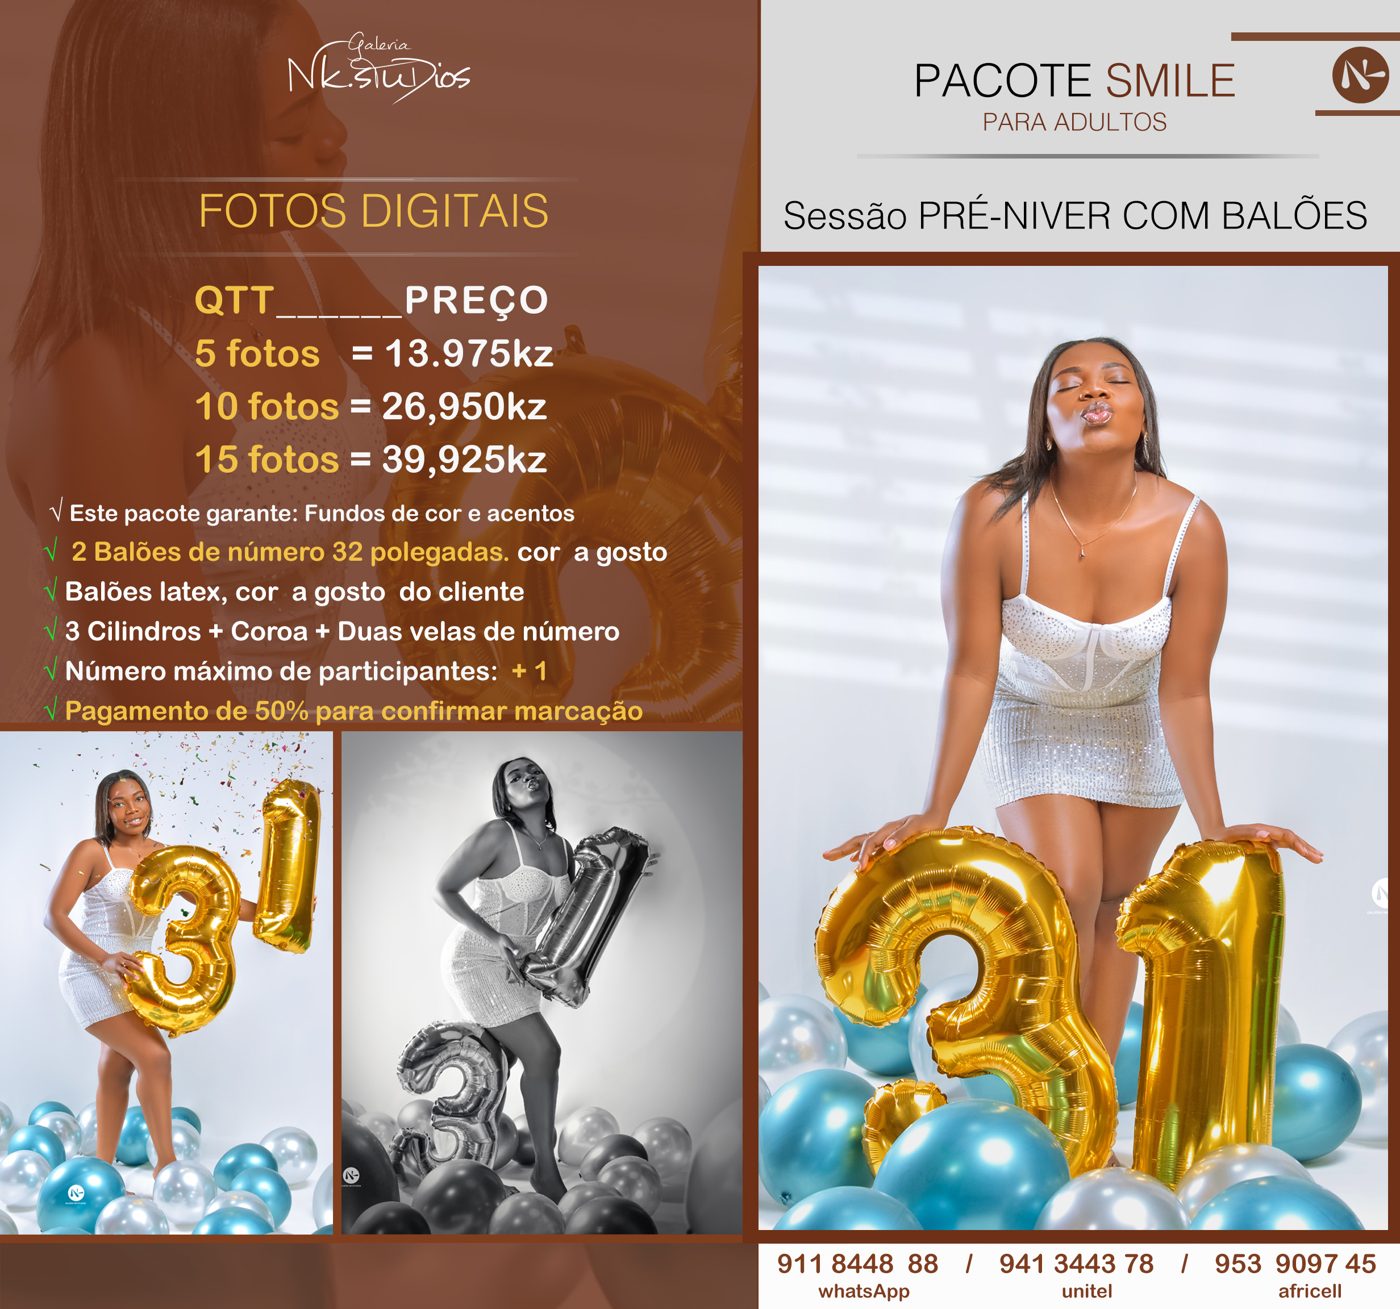 Galeria
Nk.sTUDios
FOTOS DIGITAIS
QTT______PREÇO
5 fotos = 13.975kz
10 fotos = 26,950kz
15 fotos = 39,925kz
√ Este pacote garante: Fundos de cor e acentos
√ 2 Balões de número 32 polegadas. cor a gosto
√ Balões latex, cor a gosto do cliente
√ 3 Cilindros + Coroa + Duas velas de número
√ Número máximo de participantes: + 1
√ Pagamento de 50% para confirmar marcação
PACOTE SMILE
PARA ADULTOS
Sessão PRÉ-NIVER COM BALÕES
31
31
31
911 8448 88 / 941 3443 78 / 953 9097 45
whatsApp unitel africell